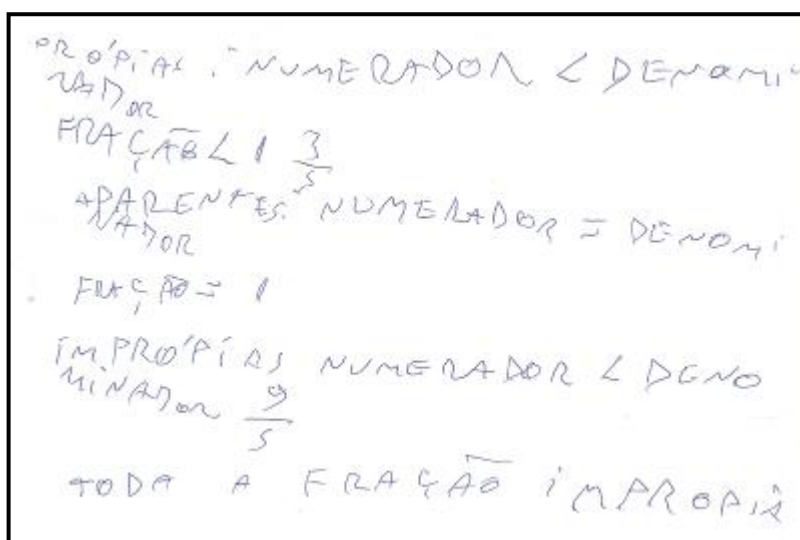 PRÓPIAS : NUMERADOR < DENOMI
NADOR
FRAÇÃO < 1 3/5
APARENTES: NUMERADOR = DENOMI
NADOR
FRAÇÃO = 1
IMPRÓPIAS NUMERADOR < DENO
MINADOR 9/5
TODA A FRAÇÃO IMPROPIA